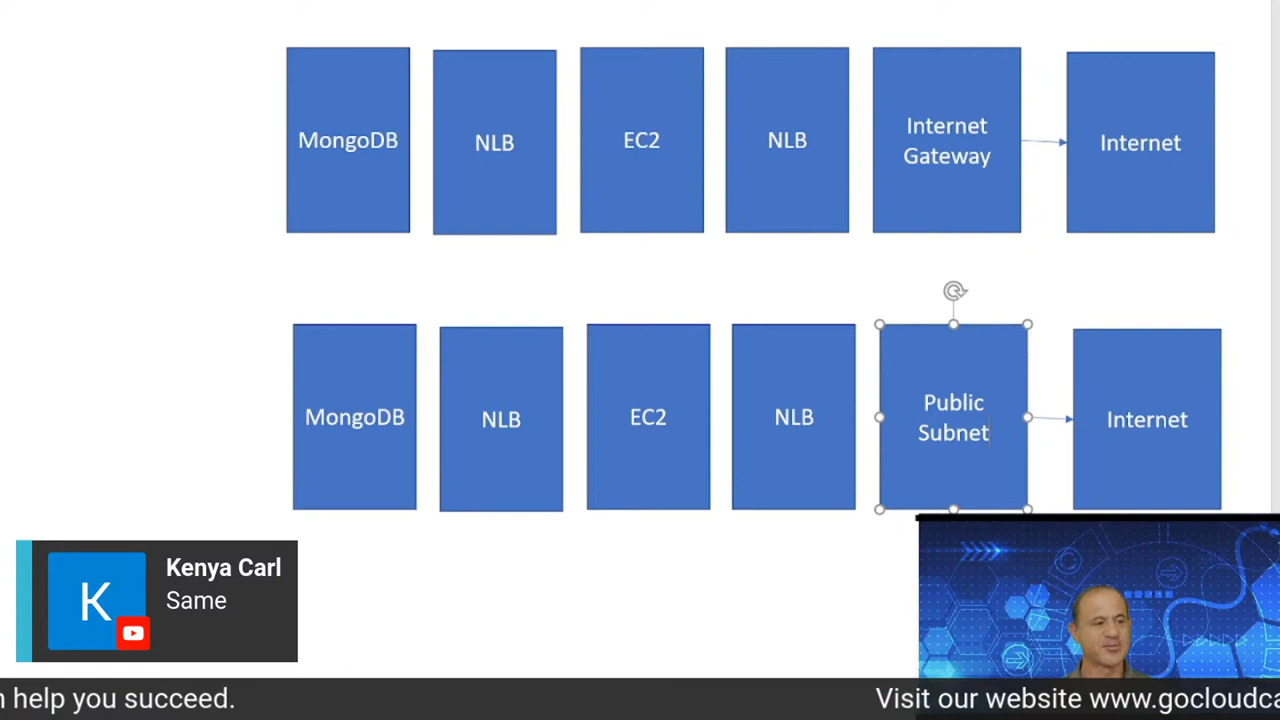 MongoDB
NLB
EC2
NLB
Internet
Gateway
Internet
MongoDB
NLB
EC2
NLB
Public
Subnet
Internet
K
Kenya Carl
Same
help you succeed.
Visit our website www.gocloudca